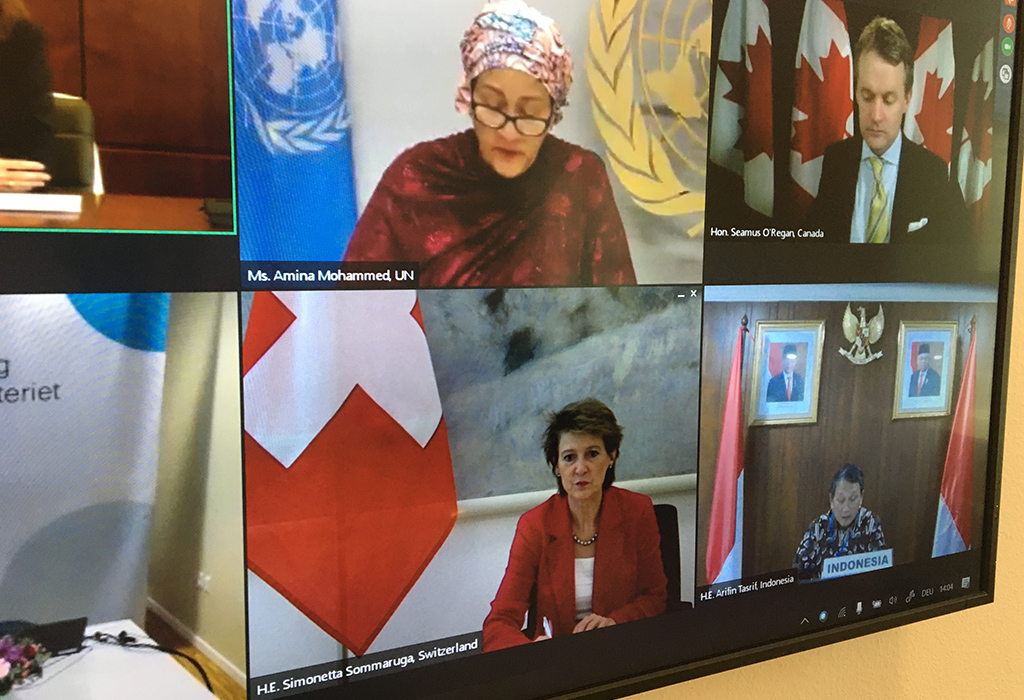 Ms. Amina Mohammed, UN
Hon. Seamus O'Regan, Canada
g
teriet
H.E. Simonetta Sommaruga, Switzerland
INDONESIA
H.E. Arifin Tasrif, Indonesia
DEU
14:04